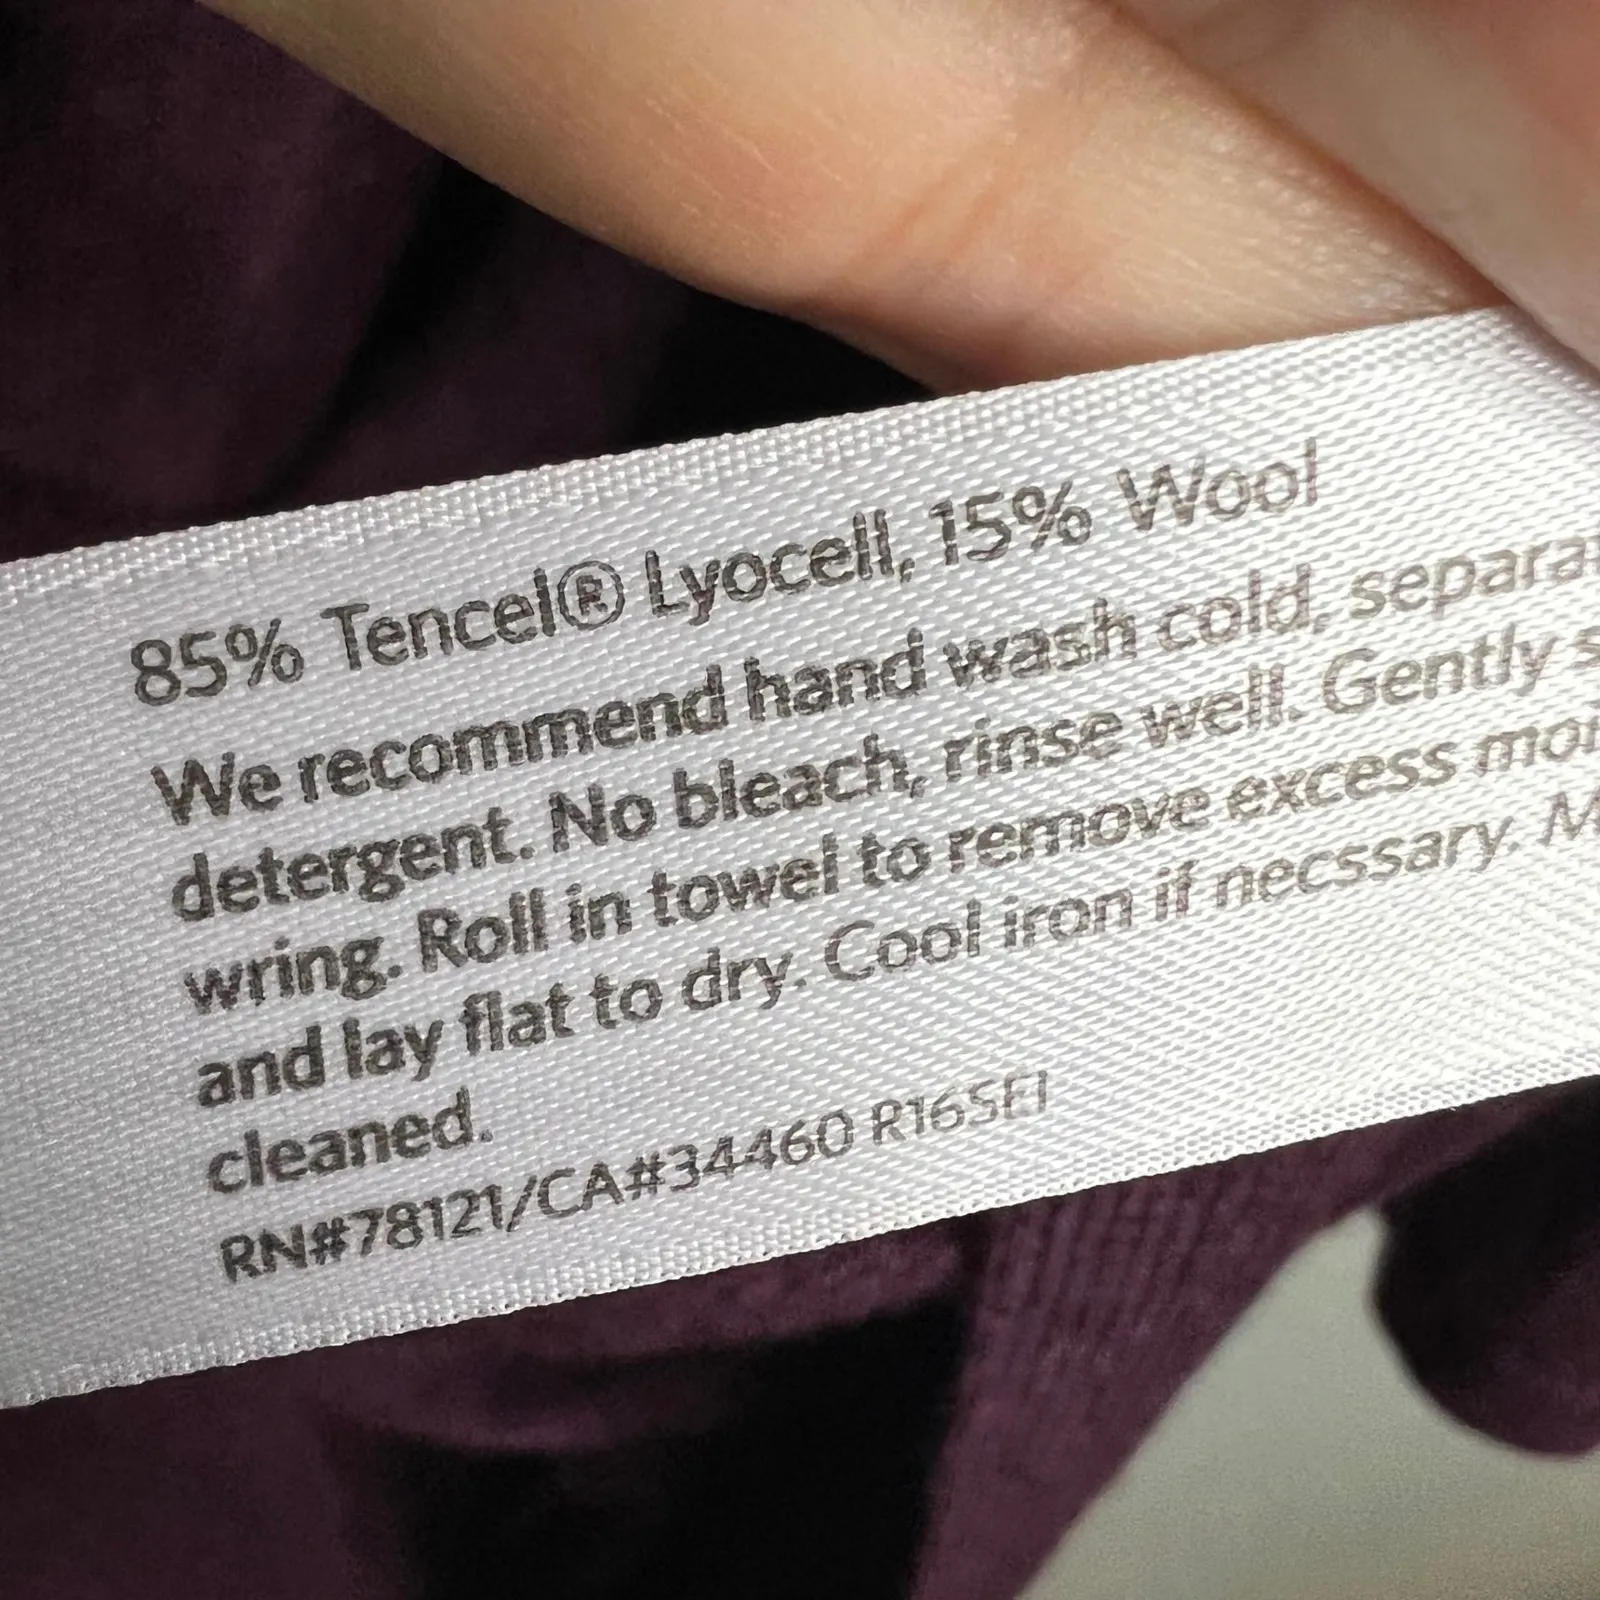 85% Tencel® Lyocell, 15% Wool
We recommend hand wash cold, separa
detergent. No bleach, rinse well. Gently s
wring. Roll in towel to remove excess moi
and lay flat to dry. Cool iron if necssary. M
cleaned.
RN#78121/CA#34460 R16SFI